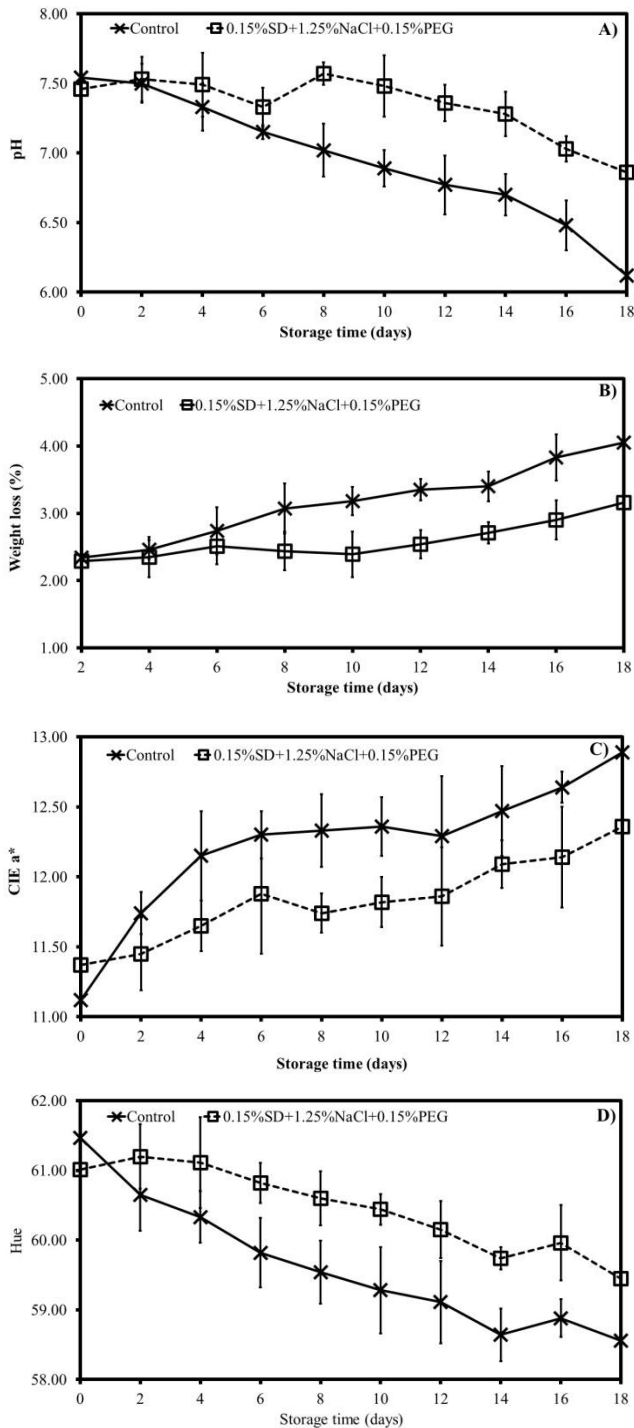 Control 0.15%SD+1.25%NaCl+0.15%PEG A)
8.00
7.50
7.00
6.50
6.00
pH
0 2 4 6 8 10 12 14 16 18
Storage time (days)
Control 0.15%SD+1.25%NaCl+0.15%PEG B)
5.00
4.00
3.00
2.00
1.00
Weight loss (%)
2 4 6 8 10 12 14 16 18
Storage time (days)
Control 0.15%SD+1.25%NaCl+0.15%PEG C)
13.00
12.50
12.00
11.50
11.00
CIE a*
0 2 4 6 8 10 12 14 16 18
Storage time (days)
Control 0.15%SD+1.25%NaCl+0.15%PEG D)
62.00
61.00
60.00
59.00
58.00
Hue
0 2 4 6 8 10 12 14 16 18
Storage time (days)